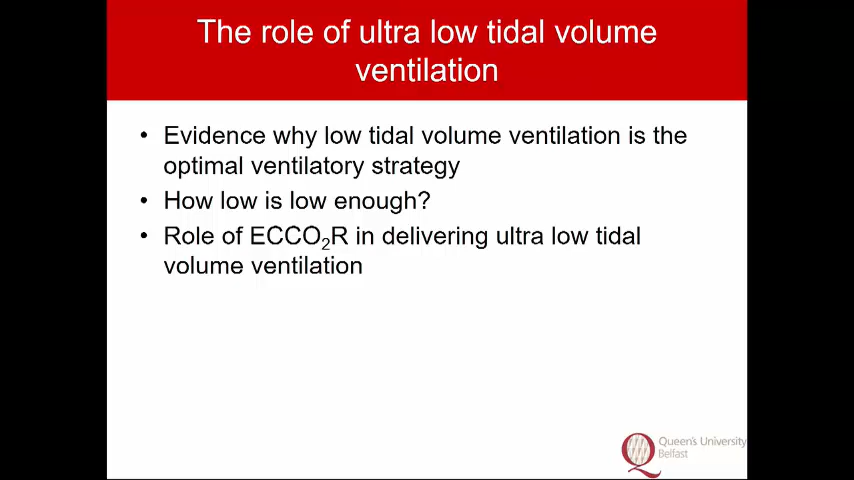 The role of ultra low tidal volume
ventilation
• Evidence why low tidal volume ventilation is the
optimal ventilatory strategy
• How low is low enough?
• Role of ECCO₂R in delivering ultra low tidal
volume ventilation
Queen's University
Belfast